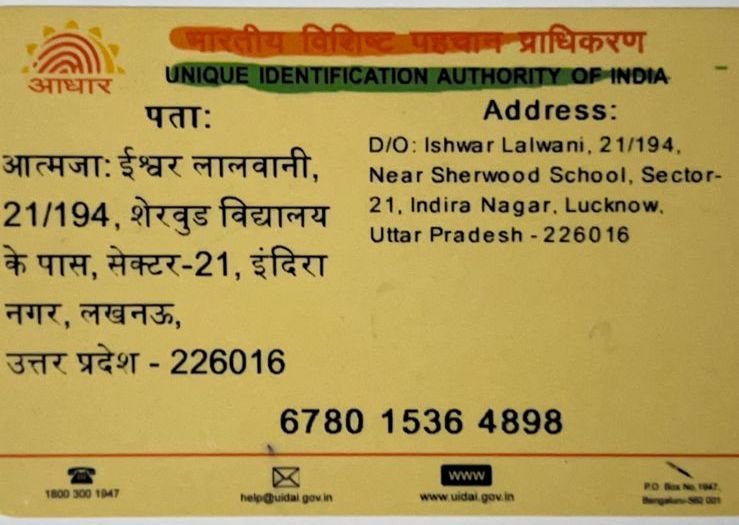 भारतीय विशिष्ट पहचान प्राधिकरण
UNIQUE IDENTIFICATION AUTHORITY OF INDIA
आधार
पता:
आत्मजा: ईश्वर लालवानी,
21/194, शेरवुड विद्यालय
के पास, सेक्टर-21, इंदिरा
नगर, लखनऊ,
उत्तर प्रदेश - 226016
Address:
D/O: Ishwar Lalwani, 21/194,
Near Sherwood School, Sector-
21, Indira Nagar, Lucknow,
Uttar Pradesh - 226016
6780 1536 4898
1800 300 1947
help@uidai.gov.in
www
www.uidai.gov.in
P.O. Box No.1947,
Bengaluru-560 001